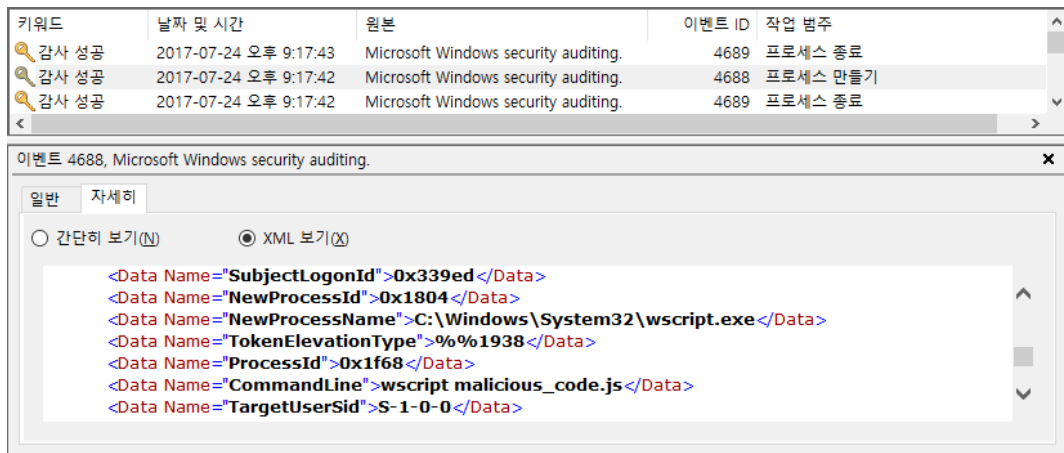 키워드 날짜 및 시간 원본 이벤트 ID 작업 범주
감사 성공 2017-07-24 오후 9:17:43 Microsoft Windows security auditing. 4689 프로세스 종료
감사 성공 2017-07-24 오후 9:17:42 Microsoft Windows security auditing. 4688 프로세스 만들기
감사 성공 2017-07-24 오후 9:17:42 Microsoft Windows security auditing. 4689 프로세스 종료
이벤트 4688, Microsoft Windows security auditing.
일반 자세히
간단히 보기(N) XML 보기(X)
<Data Name="SubjectLogonId">0x339ed</Data>
<Data Name="NewProcessId">0x1804</Data>
<Data Name="NewProcessName">C:\Windows\System32\wscript.exe</Data>
<Data Name="TokenElevationType">%%1938</Data>
<Data Name="ProcessId">0x1f68</Data>
<Data Name="CommandLine">wscript malicious_code.js</Data>
<Data Name="TargetUserSid">S-1-0-0</Data>